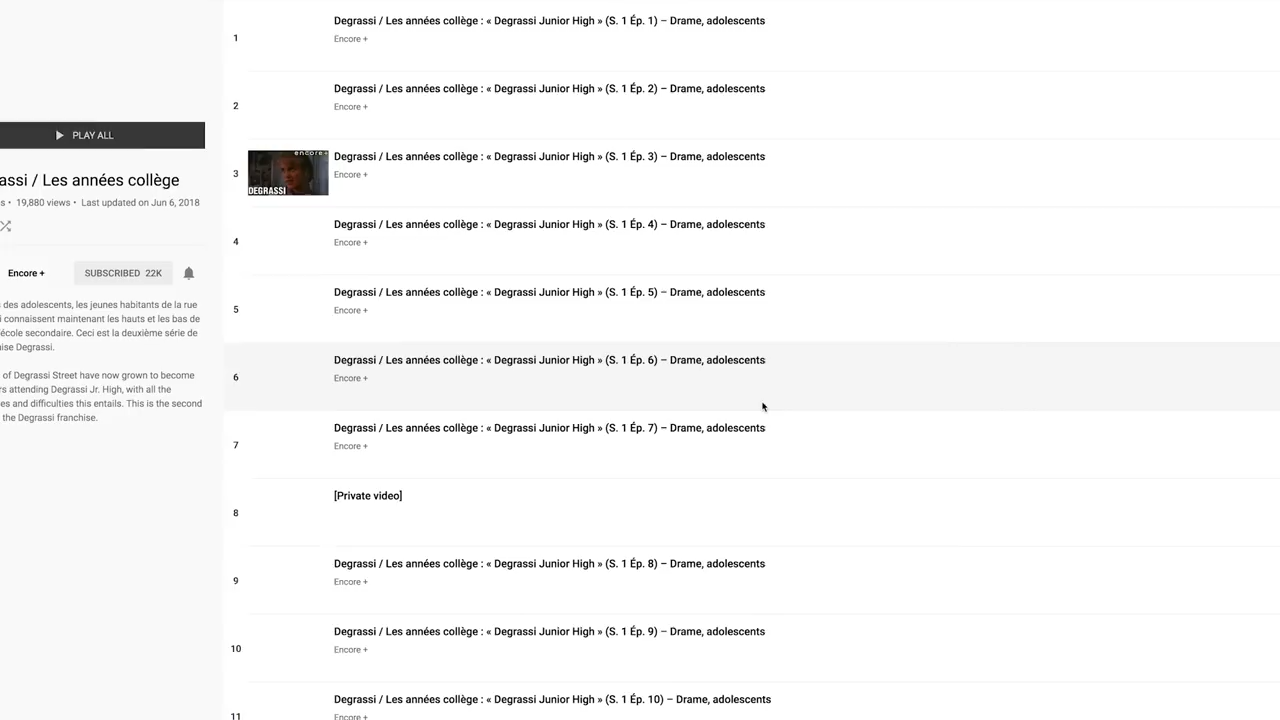 PLAY ALL
assi / Les années collège
s • 19,880 views • Last updated on Jun 6, 2018
Encore +
SUBSCRIBED 22K
des adolescents, les jeunes habitants de la rue
i connaissent maintenant les hauts et les bas de
école secondaire. Ceci est la deuxième série de
ise Degrassi.
of Degrassi Street have now grown to become
rs attending Degrassi Jr. High, with all the
es and difficulties this entails. This is the second
the Degrassi franchise.
1
Degrassi / Les années collège : « Degrassi Junior High » (S. 1 Ép. 1) – Drame, adolescents
Encore +
2
Degrassi / Les années collège : « Degrassi Junior High » (S. 1 Ép. 2) – Drame, adolescents
Encore +
3
encore+
DEGRASSI
Degrassi / Les années collège : « Degrassi Junior High » (S. 1 Ép. 3) – Drame, adolescents
Encore +
4
Degrassi / Les années collège : « Degrassi Junior High » (S. 1 Ép. 4) – Drame, adolescents
Encore +
5
Degrassi / Les années collège : « Degrassi Junior High » (S. 1 Ép. 5) – Drame, adolescents
Encore +
6
Degrassi / Les années collège : « Degrassi Junior High » (S. 1 Ép. 6) – Drame, adolescents
Encore +
7
Degrassi / Les années collège : « Degrassi Junior High » (S. 1 Ép. 7) – Drame, adolescents
Encore +
8
[Private video]
9
Degrassi / Les années collège : « Degrassi Junior High » (S. 1 Ép. 8) – Drame, adolescents
Encore +
10
Degrassi / Les années collège : « Degrassi Junior High » (S. 1 Ép. 9) – Drame, adolescents
Encore +
11
Degrassi / Les années collège : « Degrassi Junior High » (S. 1 Ép. 10) – Drame, adolescents
Encore +